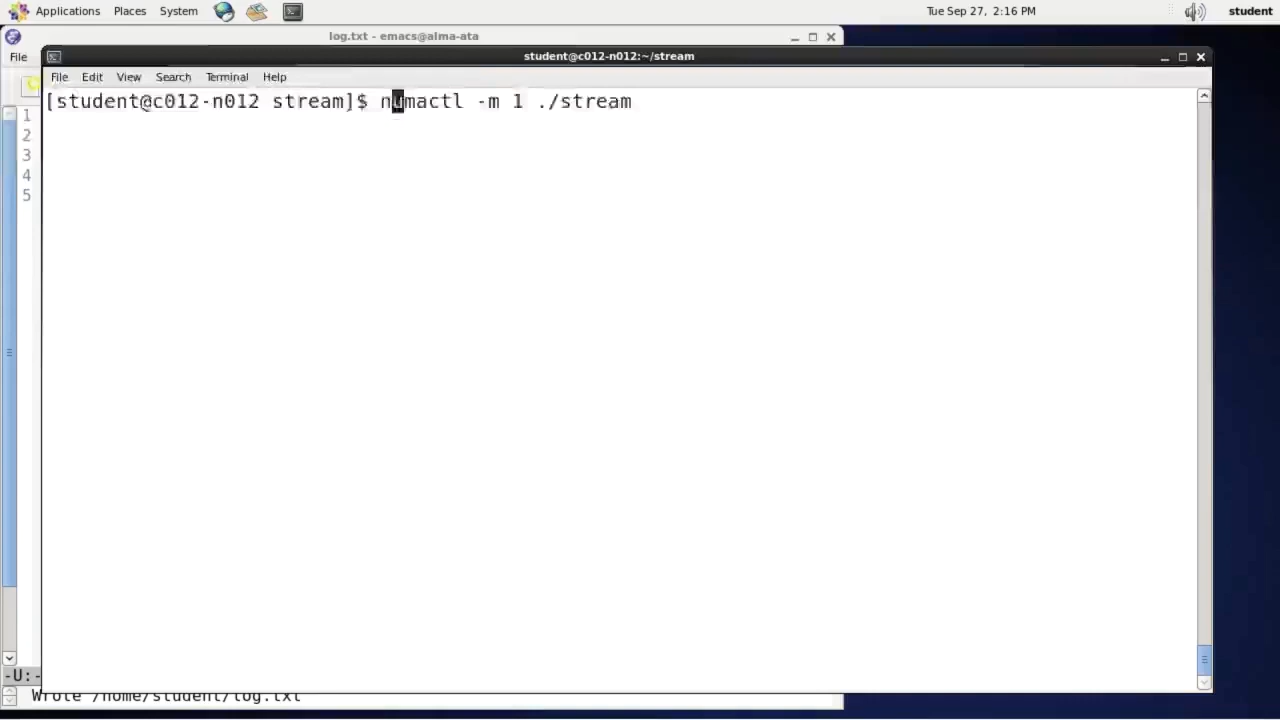 Applications Places System Tue Sep 27, 2:16 PM student
log.txt - emacs@alma-ata
File
student@c012-n012:~/stream
File Edit View Search Terminal Help
[student@c012-n012 stream]$ numactl -m 1 ./stream
1
2
3
4
5
-U:-
Wrote /home/student/log.txt